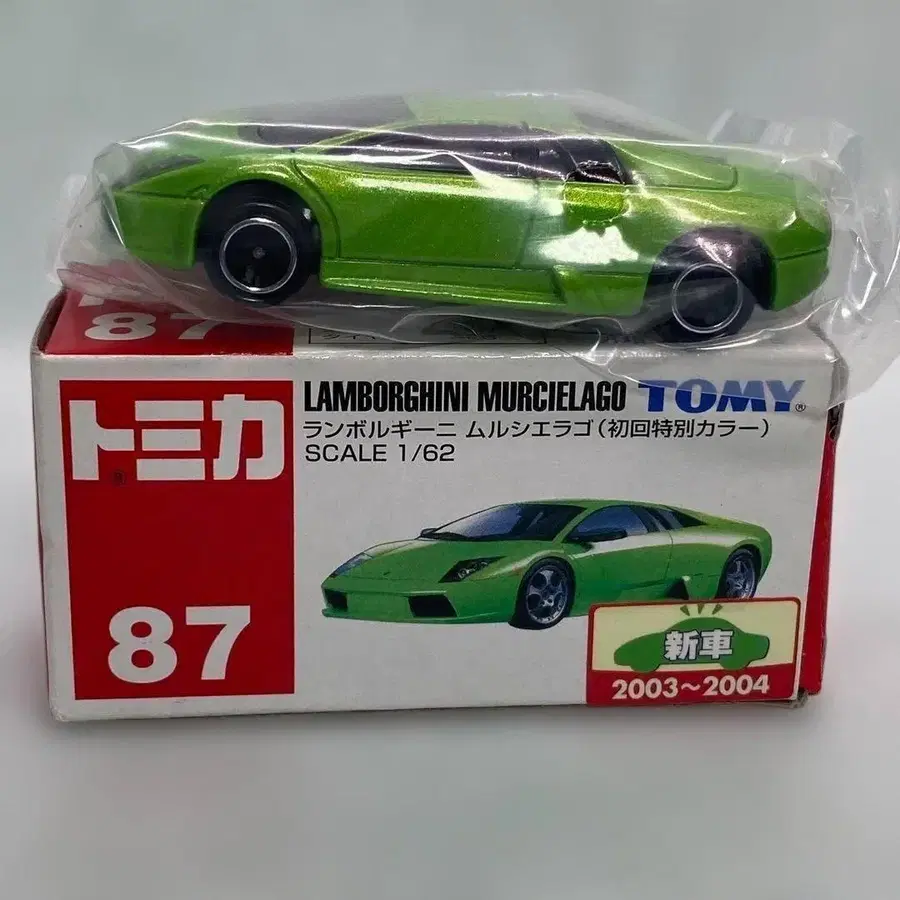 87
トミカ
LAMBORGHINI MURCIELAGO TOMY®
ランボルギーニ ムルシエラゴ(初回特別カラー)
SCALE 1/62
87
新車
2003～2004